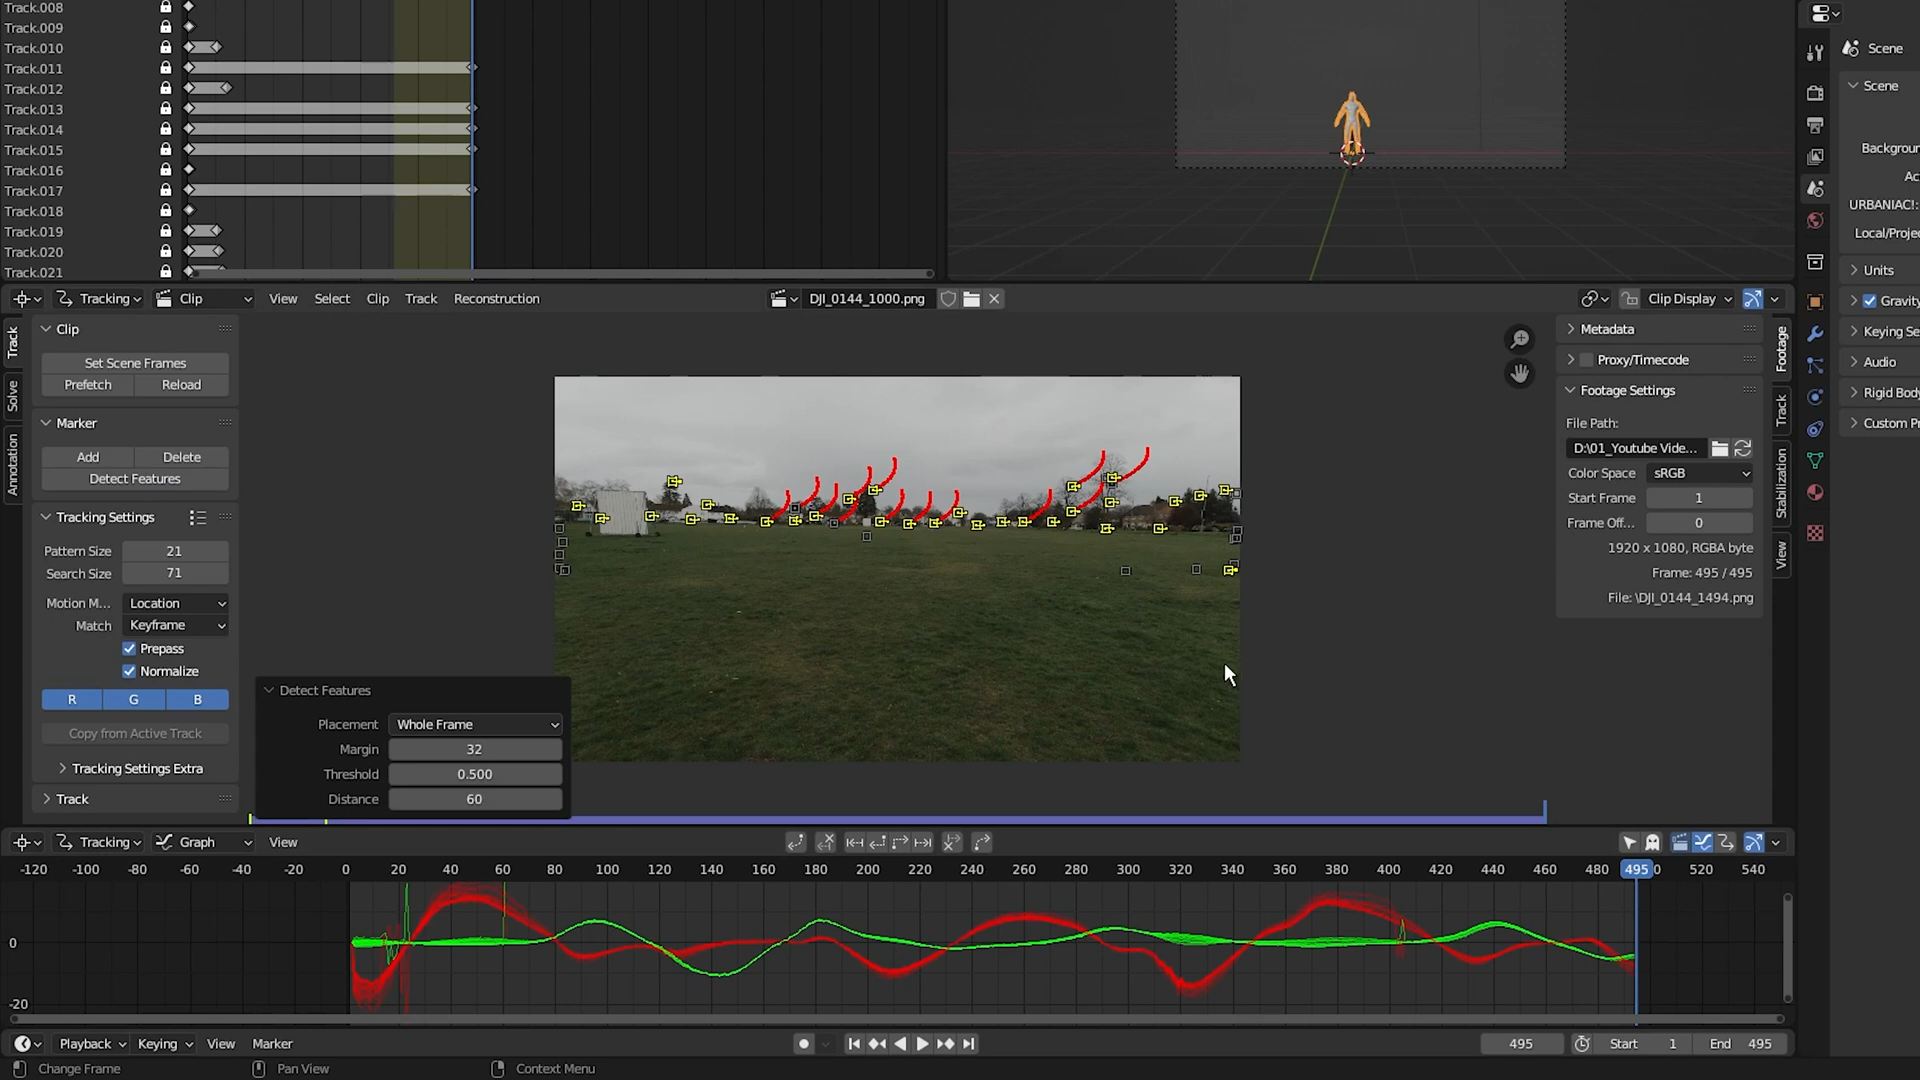 Track.008
Track.009
Track.010
Track.011
Track.012
Track.013
Track.014
Track.015
Track.016
Track.017
Track.018
Track.019
Track.020
Track.021
Scene
Scene
Backgroun
Ac
URBANIAC!:
Local/Projec
Units
Gravity
Keying Se
Audio
Rigid Body
Custom Pr
Tracking
Clip
View
Select
Clip
Track
Reconstruction
DJI_0144_1000.png
Clip Display
Track
Solve
Annotation
Clip
Set Scene Frames
Prefetch
Reload
Marker
Add
Delete
Detect Features
Tracking Settings
Pattern Size 21
Search Size 71
Motion M... Location
Match Keyframe
Prepass
Normalize
R G B
Copy from Active Track
Tracking Settings Extra
Track
Detect Features
Placement Whole Frame
Margin 32
Threshold 0.500
Distance 60
Metadata
Proxy/Timecode
Footage Settings
File Path:
D:\01_Youtube Vide...
Color Space sRGB
Start Frame 1
Frame Off... 0
1920 x 1080, RGBA byte
Frame: 495 / 495
File: \DJI_0144_1494.png
Footage
Track
Stabilization
View
Tracking
Graph
View
-120 -100 -80 -60 -40 -20 0 20 40 60 80 100 120 140 160 180 200 220 240 260 280 300 320 340 360 380 400 420 440 460 480 495 0 520 540
0
-20
Playback
Keying
View
Marker
495
Start 1
End 495
Change Frame
Pan View
Context Menu